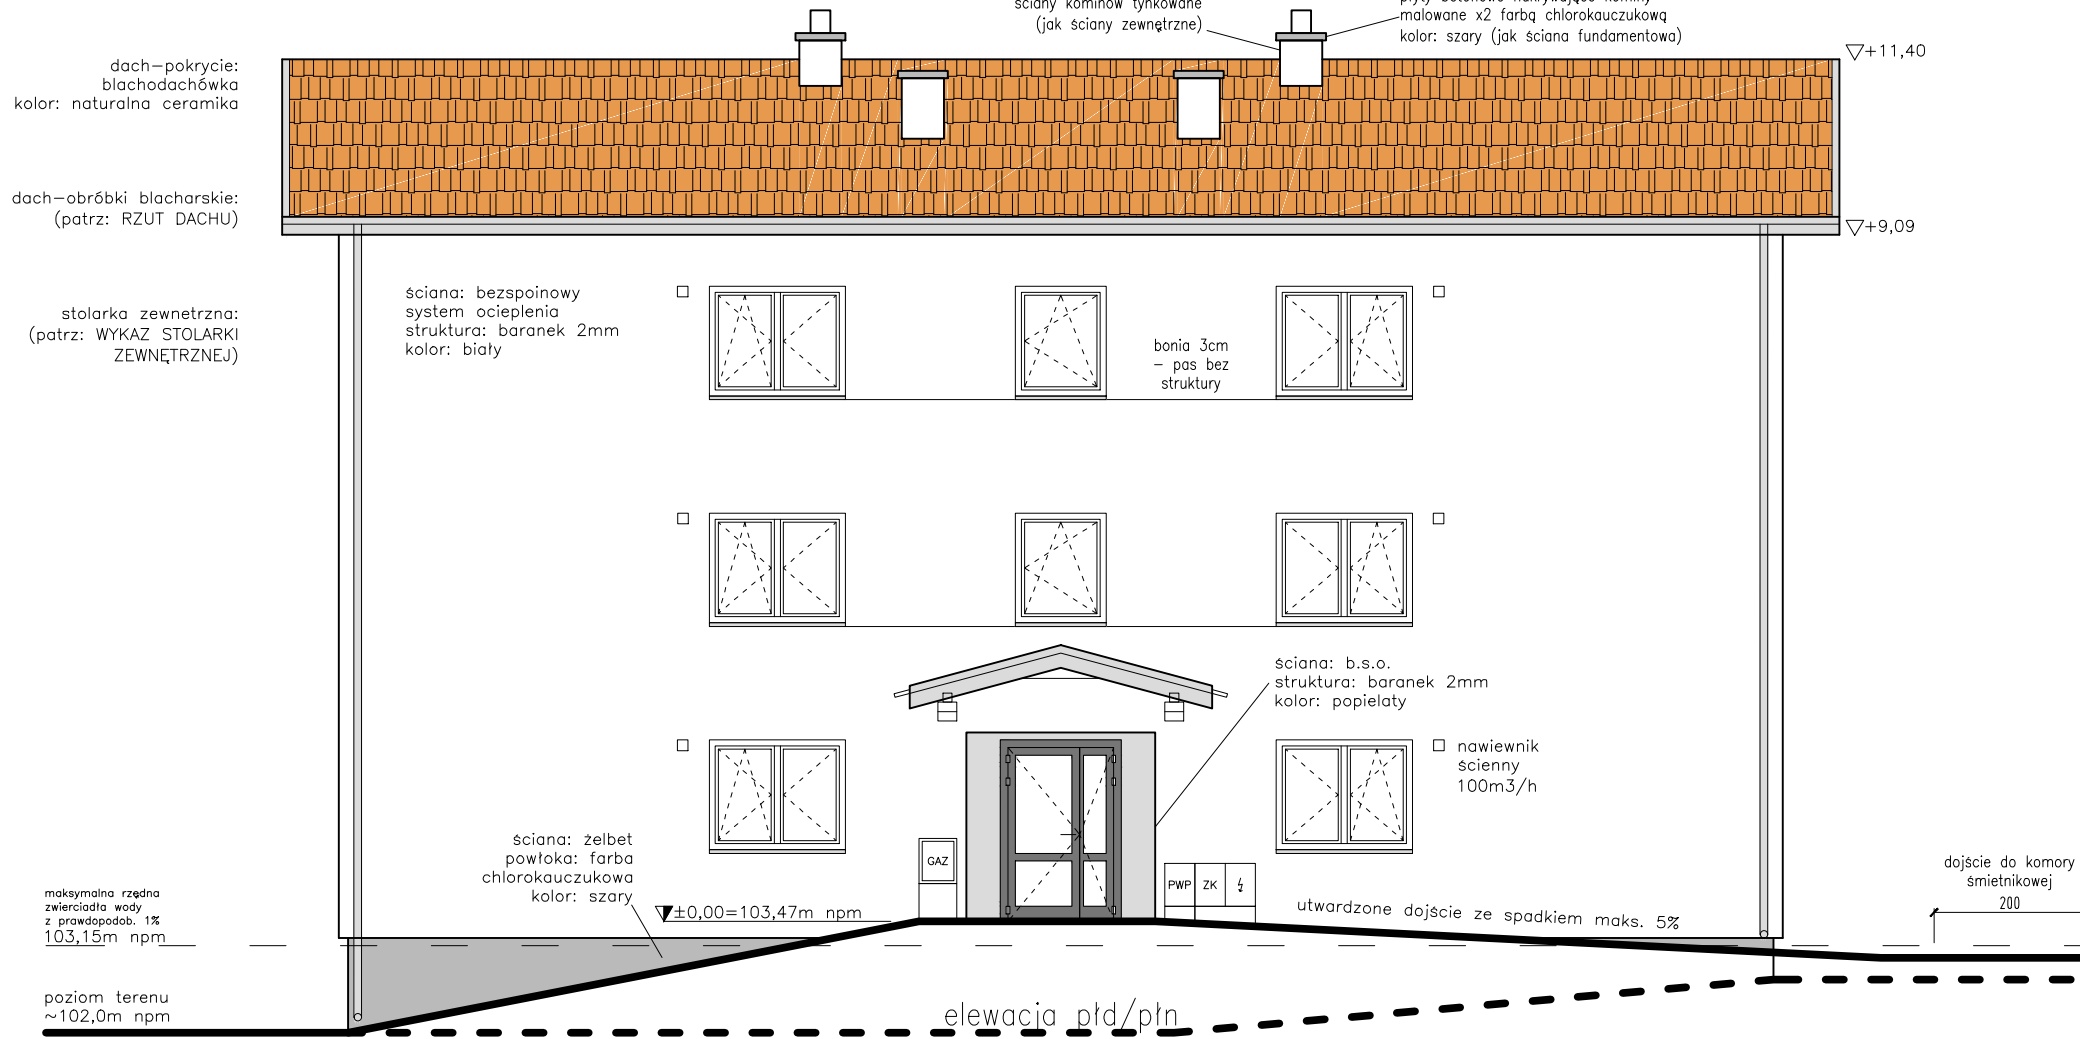 ściany kominów tynkowane
(jak ściany zewnętrzne)
płyty betonowe nakrywające kominy
malowane x2 farbą chlorokauczukową
kolor: szary (jak ściana fundamentowa)
dach-pokrycie:
blachodachówka
kolor: naturalna ceramika
+11,40
dach-obróbki blacharskie:
(patrz: RZUT DACHU)
+9,09
stolarka zewnetrzna:
(patrz: WYKAZ STOLARKI
ZEWNĘTRZNEJ)
ściana: bezspoinowy
system ocieplenia
struktura: baranek 2mm
kolor: biały
bonia 3cm
- pas bez
struktury
ściana: b.s.o.
struktura: baranek 2mm
kolor: popielaty
nawiewnik
ścienny
100m3/h
ściana: żelbet
powłoka: farba
chlorokauczukowa
kolor: szary
GAZ
PWP ZK
maksymalna rzędna
zwierciadła wody
z prawdopodob. 1%
103,15m npm
±0,00=103,47m npm
utwardzone dojście ze spadkiem maks. 5%
dojście do komory
śmietnikowej
200
poziom terenu
~102,0m npm
elewacja płd/płn